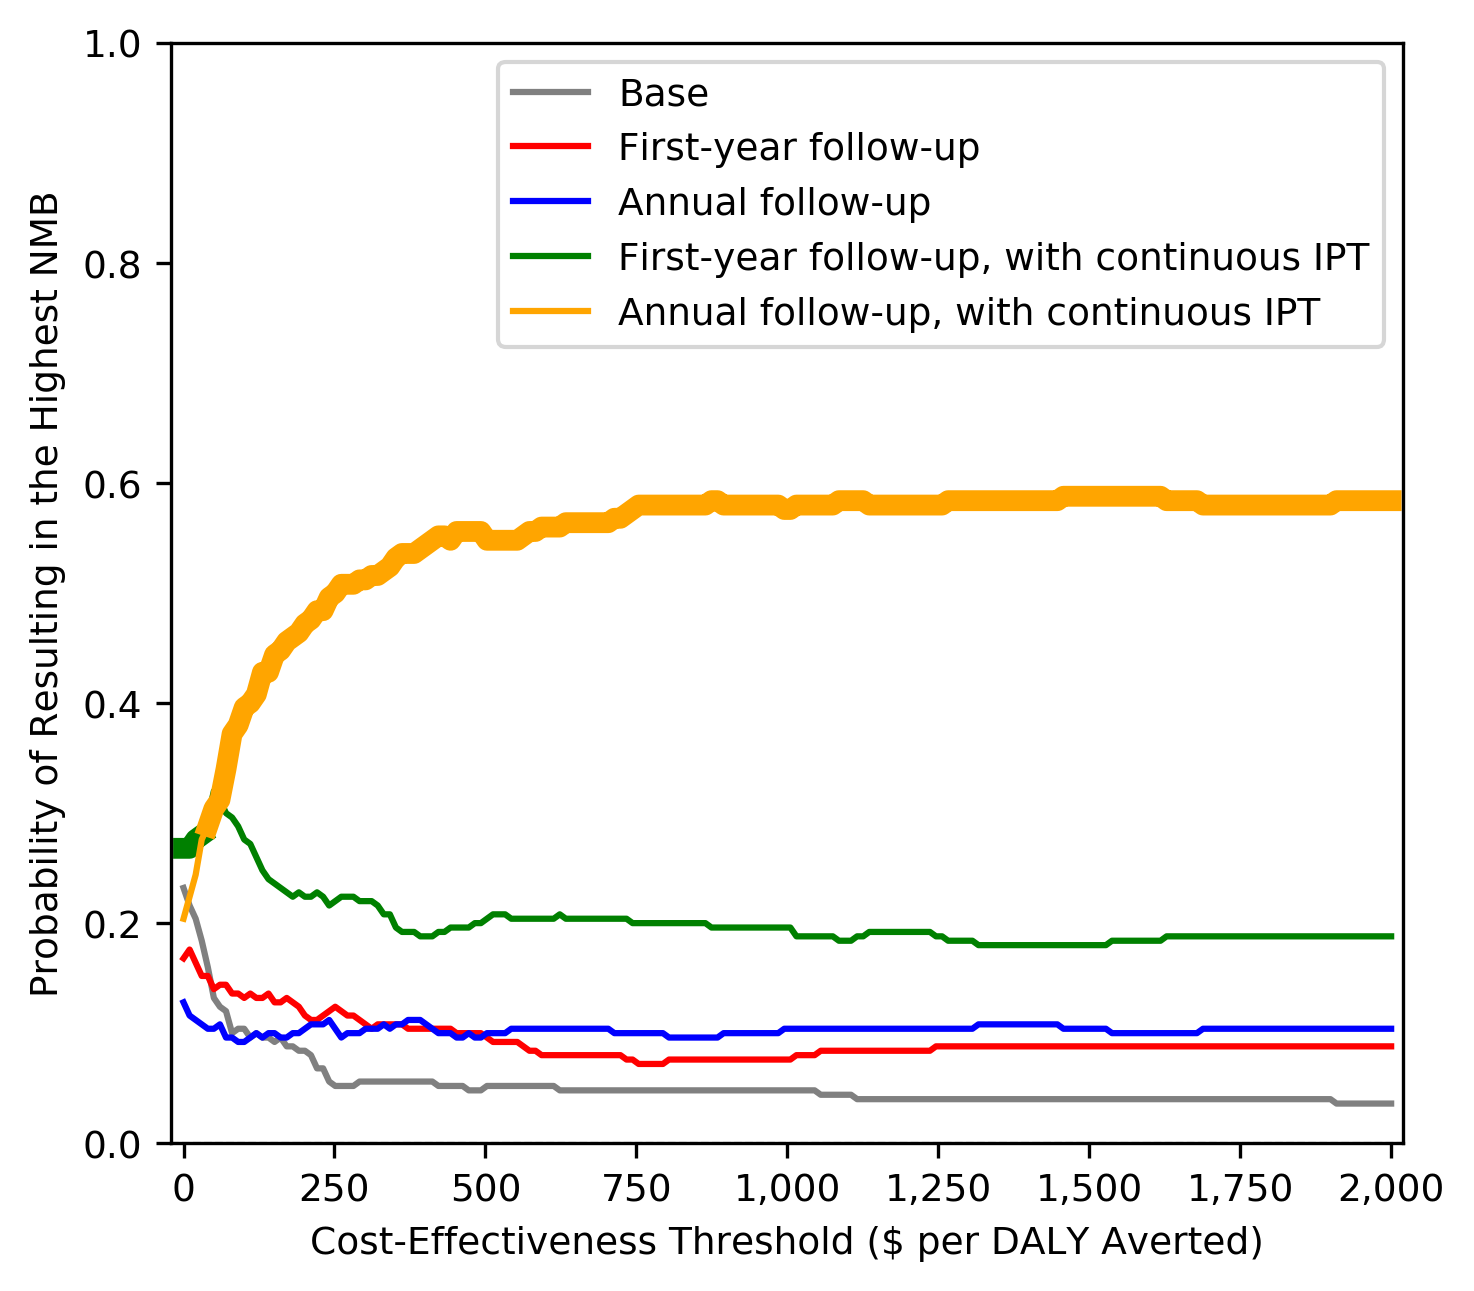 1.0
0.8
0.6
0.4
0.2
0.0
Probability of Resulting in the Highest NMB
Base
First-year follow-up
Annual follow-up
First-year follow-up, with continuous IPT
Annual follow-up, with continuous IPT
0 250 500 750 1,000 1,250 1,500 1,750 2,000
Cost-Effectiveness Threshold ($ per DALY Averted)